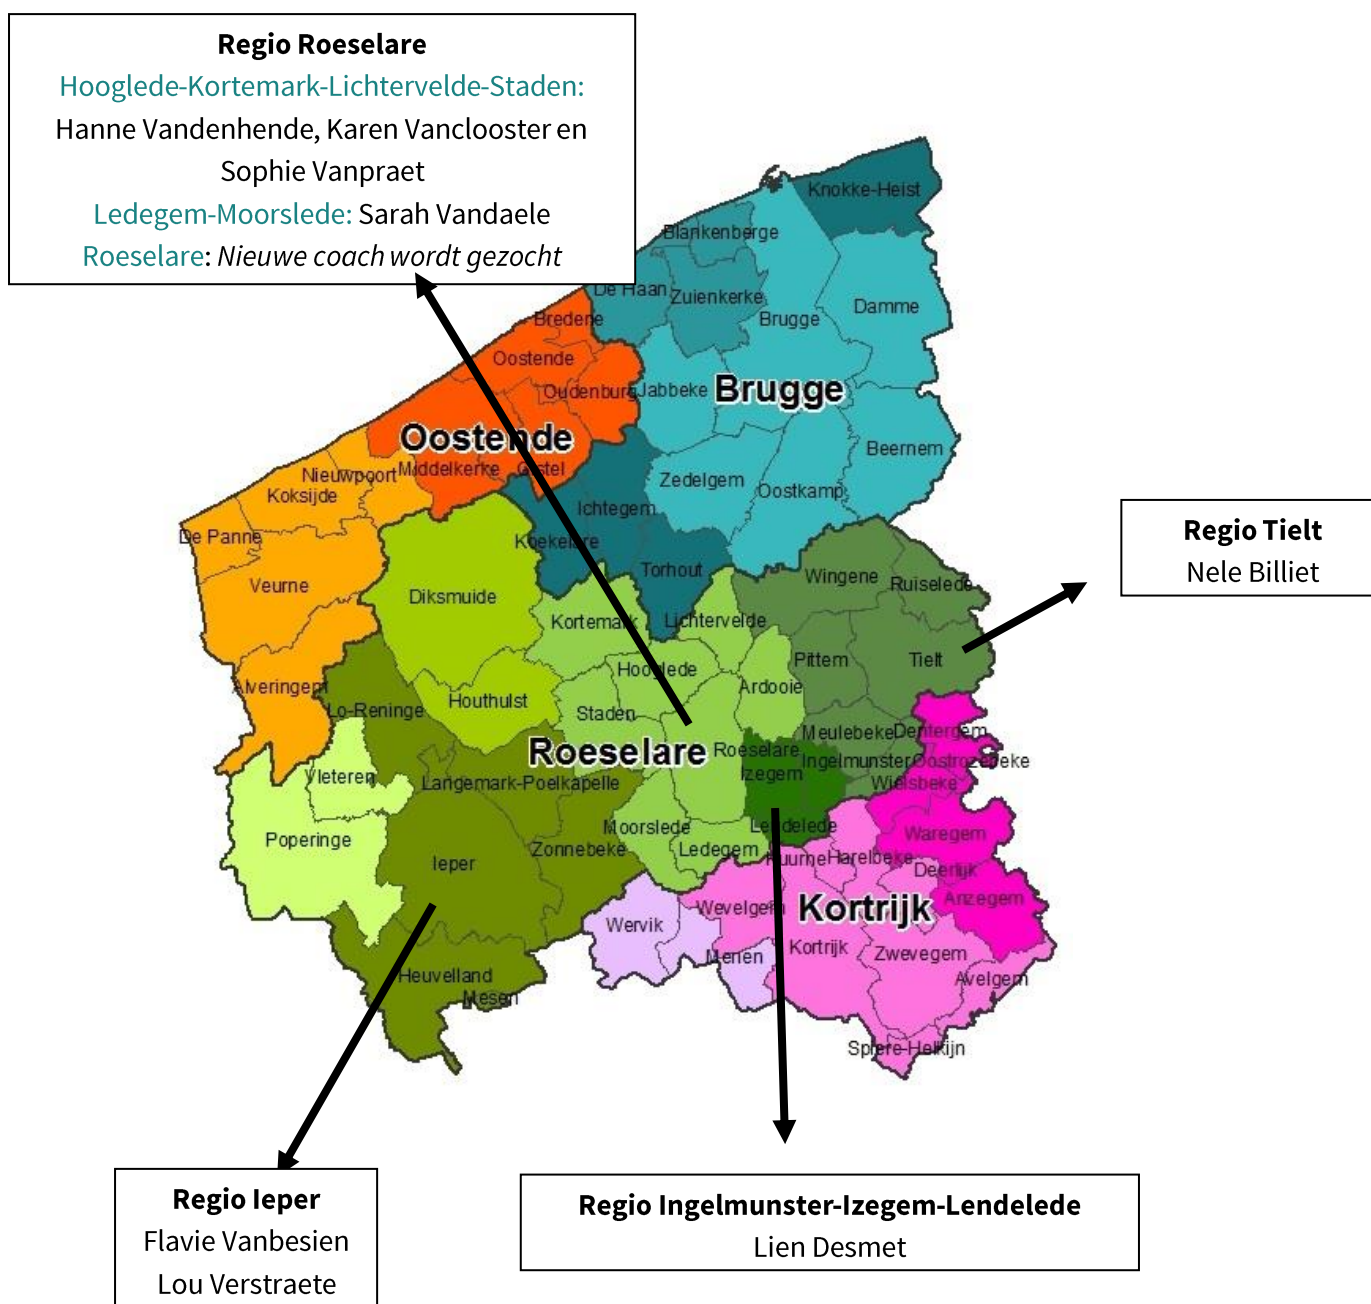 Regio Roeselare
Hooglede-Kortemark-Lichtervelde-Staden:
Hanne Vandenhende, Karen Vanclooster en
Sophie Vanpraet
Ledegem-Moorslede: Sarah Vandaele
Roeselare: Nieuwe coach wordt gezocht
Knokke-Heist
Blankenberge
De Haan
Zuienkerke
Brugge
Damme
Bredene
Oostende
Oudenburg
Jabbeke
Brugge
Oostende
Beernem
Middelkerke
Gistel
Nieuwpoort
Koksijde
Zedelgem
Oostkamp
Ichtegem
De Panne
Koekelare
Torhout
Veurne
Diksmuide
Wingene
Ruiselede
Regio Tielt
Nele Billiet
Kortemark
Lichtervelde
Hooglede
Pittem
Tielt
Alveringem
Lo-Reninge
Houthulst
Staden
Ardooie
Roeselare
Roeselare
Meulebeke
Dentergem
Izegem
Ingelmunster
Oostrozebeke
Vleteren
Langemark-Poelkapelle
Wielsbeke
Poperinge
Moorslede
Lendelede
Waregem
Ieper
Zonnebeke
Ledegem
Kuurne
Harelbeke
Deerlijk
Anzegem
Wevelgem
Kortrijk
Wervik
Menen
Kortrijk
Zwevegem
Avelgem
Heuvelland
Mesen
Spiere-Helkijn
Regio Ieper
Flavie Vanbesien
Lou Verstraete
Regio Ingelmunster-Izegem-Lendelede
Lien Desmet